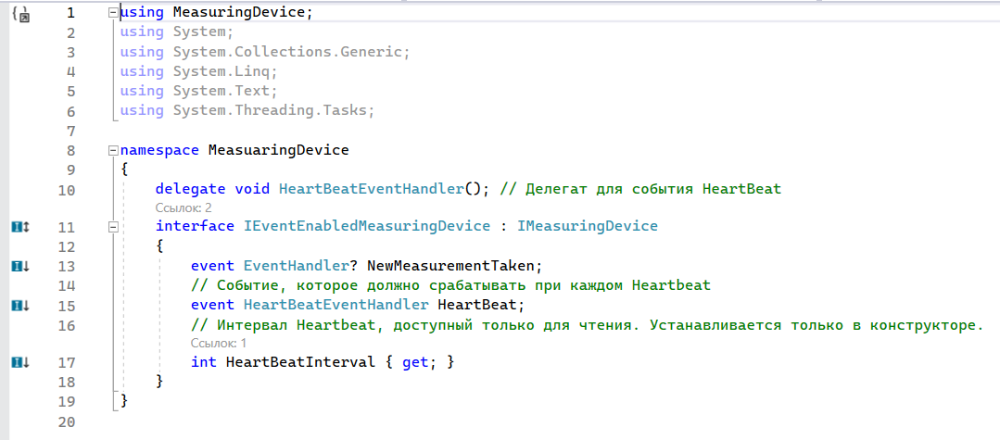 1 using MeasuringDevice;
2 using System;
3 using System.Collections.Generic;
4 using System.Linq;
5 using System.Text;
6 using System.Threading.Tasks;
7
8 namespace MeasuaringDevice
9 {
10 delegate void HeartBeatEventHandler(); // Делегат для события HeartBeat
Ссылок: 2
11 interface IEventEnabledMeasuringDevice : IMeasuringDevice
12 {
13 event EventHandler? NewMeasurementTaken;
14 // Событие, которое должно срабатывать при каждом Heartbeat
15 event HeartBeatEventHandler HeartBeat;
16 // Интервал Heartbeat, доступный только для чтения. Устанавливается только в конструкторе.
Ссылок: 1
17 int HeartBeatInterval { get; }
18 }
19 }
20